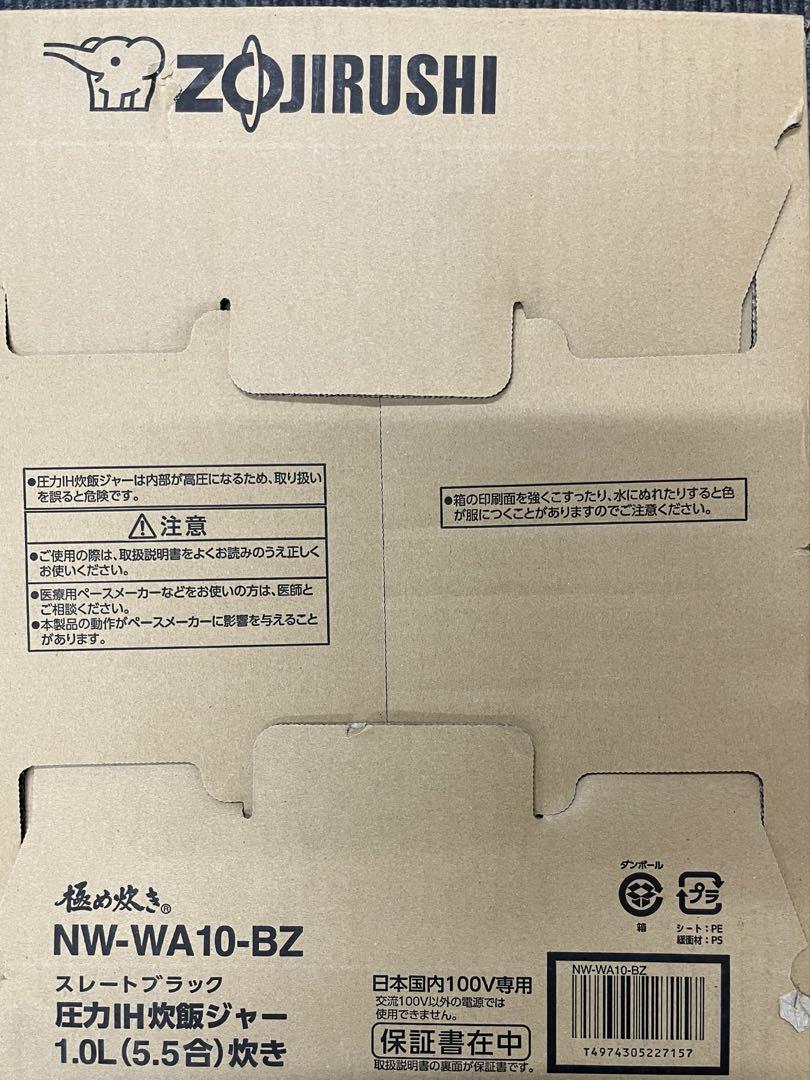 ZOJIRUSHI
●圧力IH炊飯ジャーは内部が高圧になるため、取り扱い
を誤ると危険です。
⚠注意
●ご使用の際は、取扱説明書をよくお読みのうえ正しく
お使いください。
●医療用ペースメーカーなどをお使いの方は、医師と
ご相談ください。
●本製品の動作がペースメーカーに影響を与えること
があります。
●箱の印刷面を強くこすったり、水にぬれたりすると色
が服につくことがありますのでご注意ください。
極め炊き®
NW-WA10-BZ
スレートブラック
圧力IH炊飯ジャー
1.0L(5.5合)炊き
日本国内100V専用
交流100V以外の電源では
使用できません。
保証書在中
取扱説明書の裏面が保証書です。
ダンボール
箱
プラ
シート:PE
緩衝材:PS
NW-WA10-BZ
T4974305227157